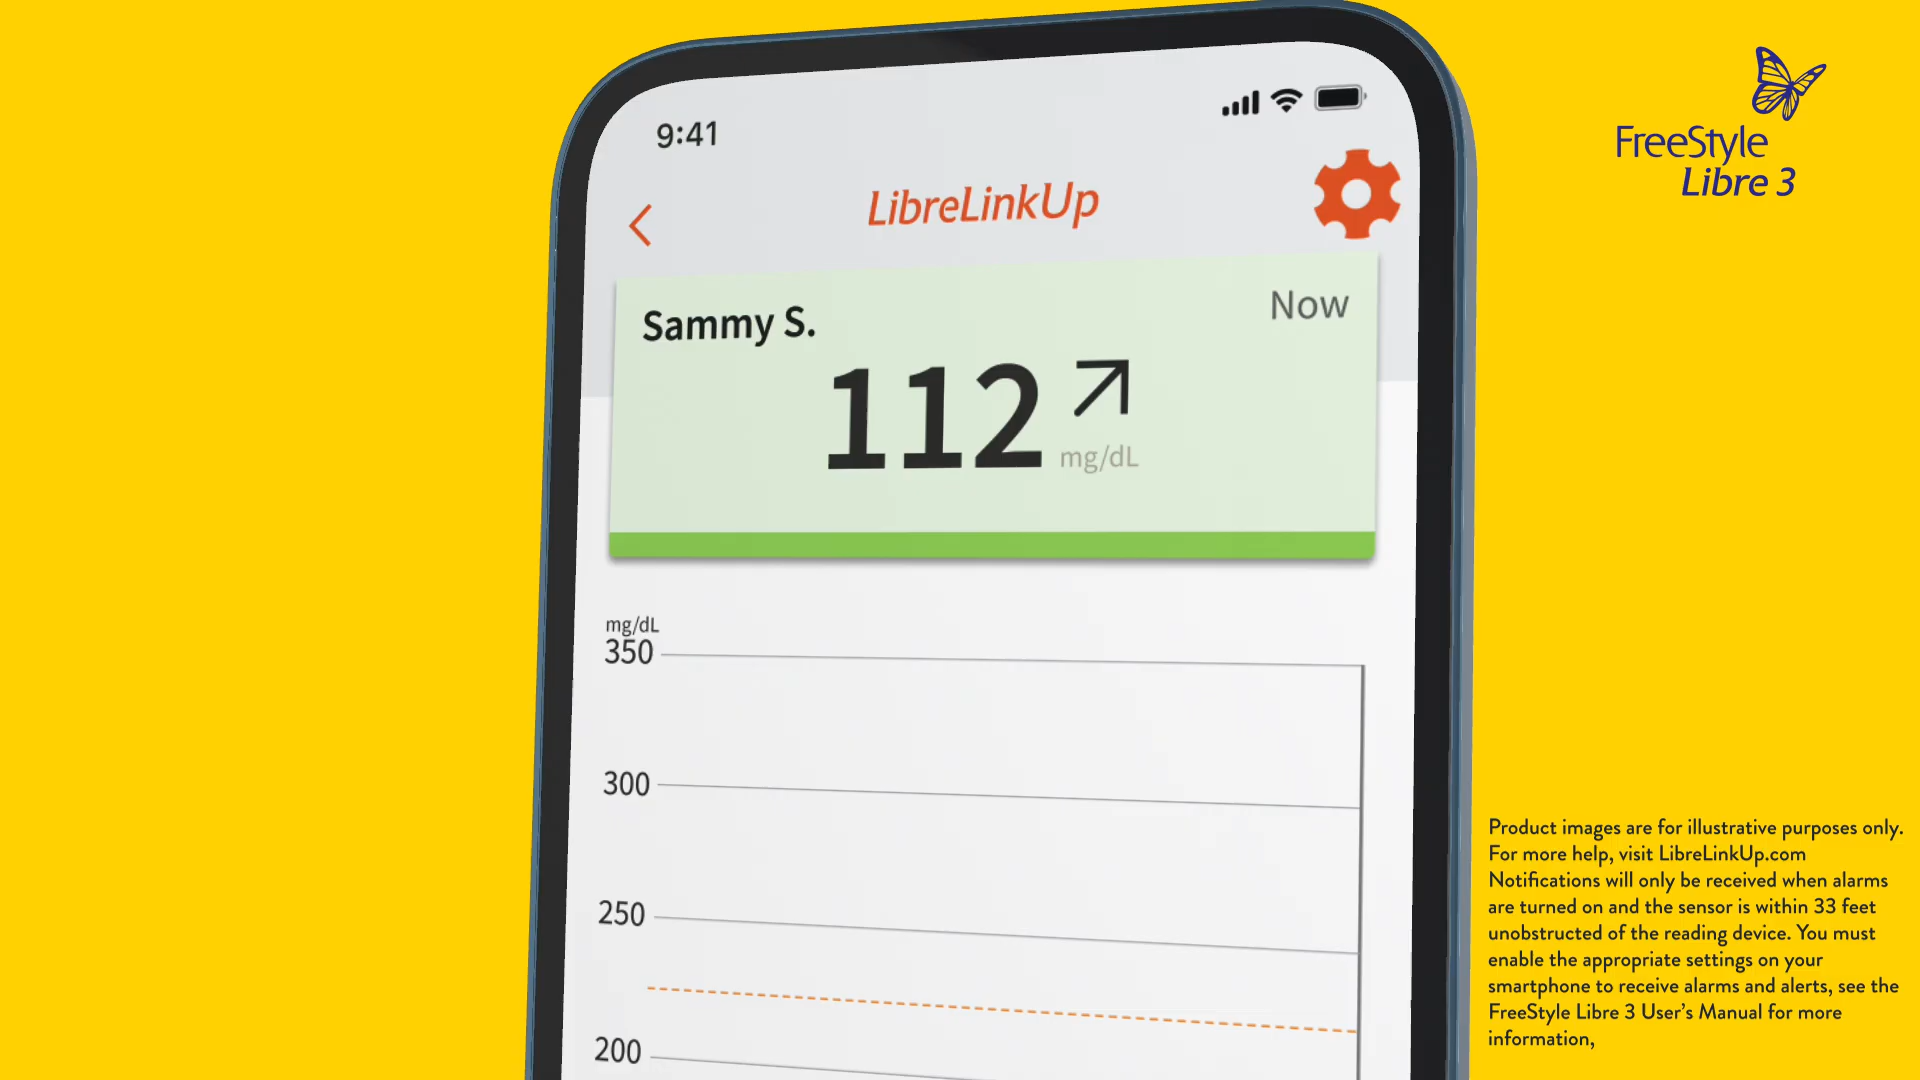 9:41
LibreLinkUp
Sammy S.
Now
112
mg/dL
mg/dL
350
300
250
200
FreeStyle
Libre 3
Product images are for illustrative purposes only.
For more help, visit LibreLinkUp.com
Notifications will only be received when alarms
are turned on and the sensor is within 33 feet
unobstructed of the reading device. You must
enable the appropriate settings on your
smartphone to receive alarms and alerts, see the
FreeStyle Libre 3 User's Manual for more
information,